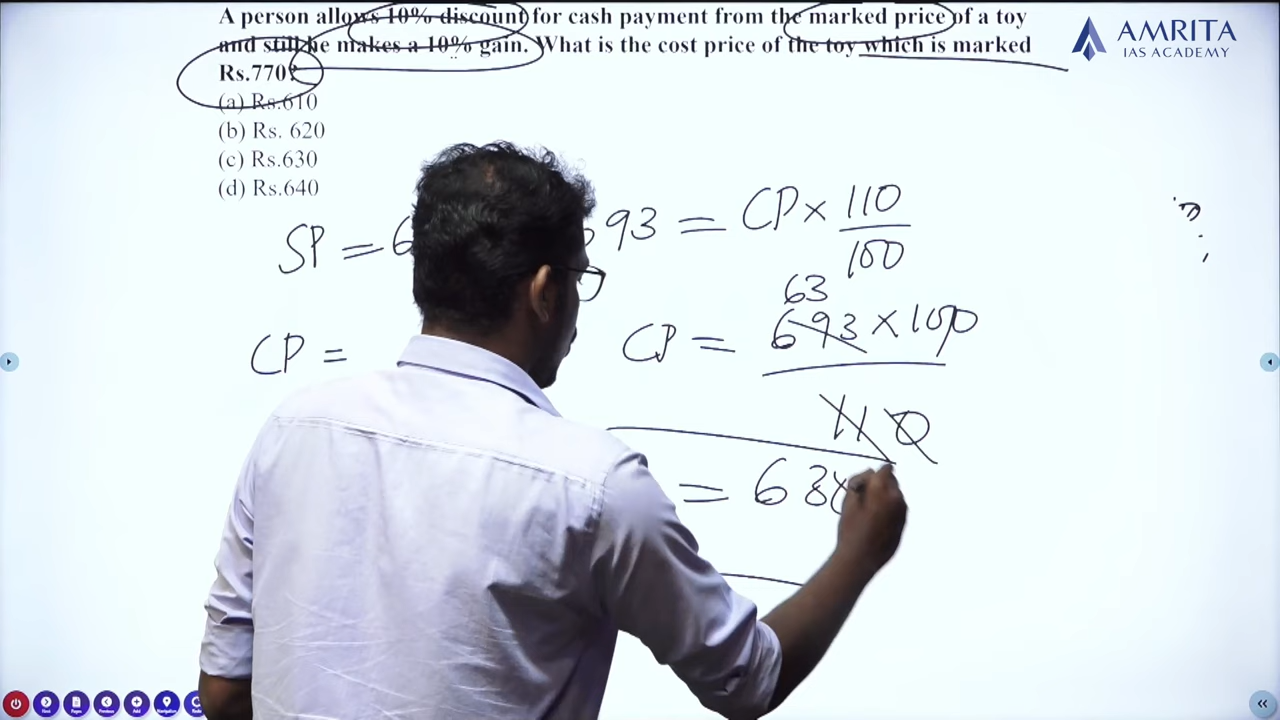 A person allows 10% discount for cash payment from the marked price of a toy
and still he makes a 10% gain. What is the cost price of the toy which is marked
Rs.770?
(a) Rs.610
(b) Rs. 620
(c) Rs.630
(d) Rs.640
AMRITA
IAS ACADEMY
SP = 6
93 = CP × 110
100
CP =
63
CP = 693 × 100
110
= 63×